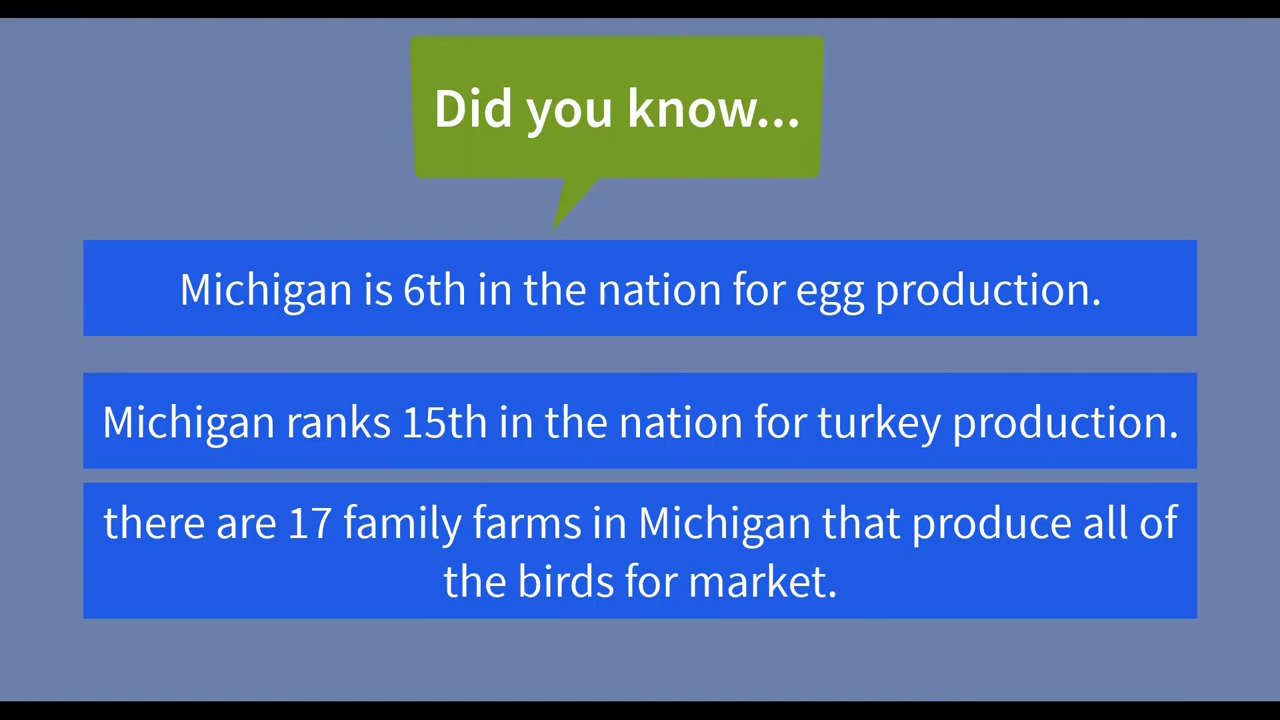 Did you know...
Michigan is 6th in the nation for egg production.
Michigan ranks 15th in the nation for turkey production.
there are 17 family farms in Michigan that produce all of
the birds for market.